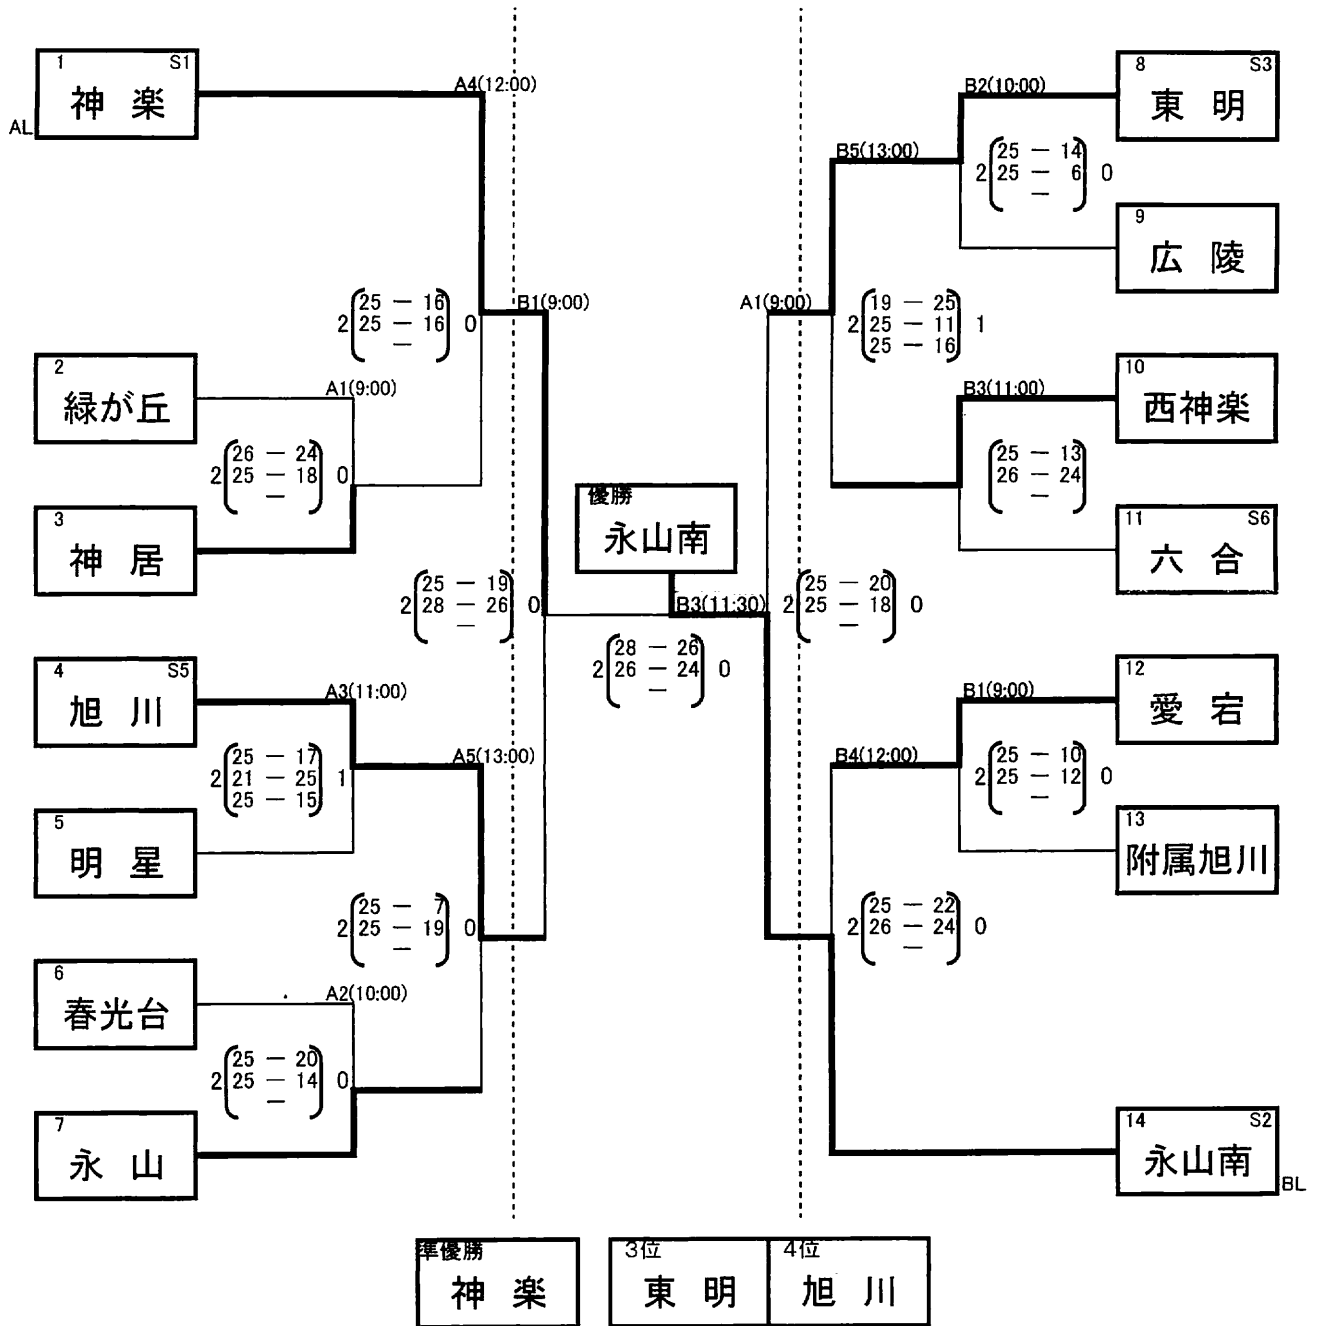 1 S1
神 楽
AL
A4(12:00)
25 － 16
2 25 － 16 0
－
B1(9:00)
2
緑が丘
A1(9:00)
26 － 24
2 25 － 18 0
－
3
神 居
25 － 19
2 28 － 26 0
－
4 S5
旭 川
A3(11:00)
25 － 17
2 21 － 25 1
25 － 15
A5(13:00)
5
明 星
25 － 7
2 25 － 19 0
－
6
春光台
A2(10:00)
25 － 20
2 25 － 14 0
－
7
永 山
優勝
永山南
B3(11:30)
28 － 26
2 26 － 24 0
－
8 S3
東 明
B2(10:00)
B5(13:00)
25 － 14
2 25 － 6 0
－
9
広 陵
A1(9:00)
19 － 25
2 25 － 11 1
25 － 16
10
西神楽
B3(11:00)
25 － 13
26 － 24
－
11 S6
六 合
25 － 20
2 25 － 18 0
－
12
愛 宕
B1(9:00)
B4(12:00)
25 － 10
2 25 － 12 0
－
13
附属旭川
25 － 22
2 26 － 24 0
－
14 S2
永山南
BL
準優勝
神 楽
3位
東 明
4位
旭 川